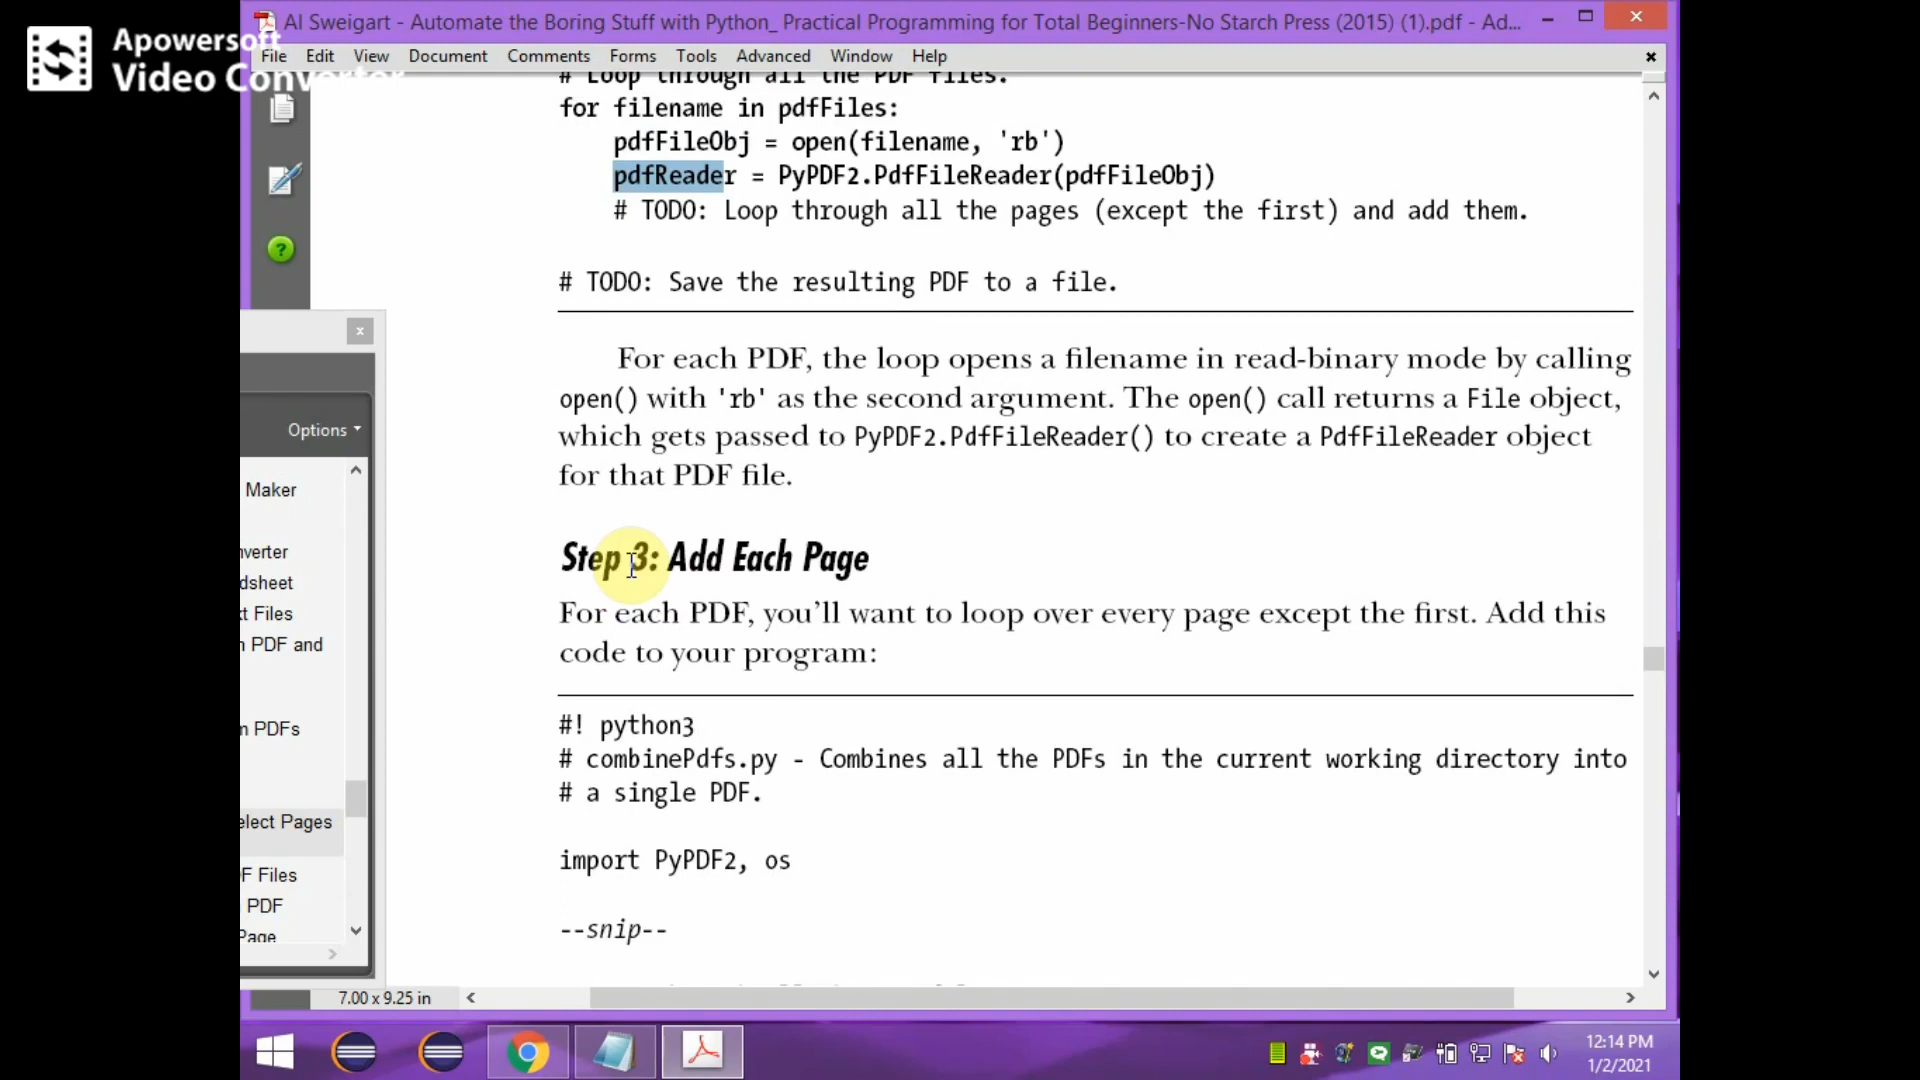 Apowersoft
Video Converter
Al Sweigart - Automate the Boring Stuff with Python_ Practical Programming for Total Beginners-No Starch Press (2015) (1).pdf - Ad...
File Edit View Document Comments Forms Tools Advanced Window Help
# Loop through all the PDF files.
for filename in pdfFiles:
pdfFileObj = open(filename, 'rb')
pdfReader = PyPDF2.PdfFileReader(pdfFileObj)
# TODO: Loop through all the pages (except the first) and add them.
# TODO: Save the resulting PDF to a file.
For each PDF, the loop opens a filename in read-binary mode by calling
open() with 'rb' as the second argument. The open() call returns a File object,
which gets passed to PyPDF2.PdfFileReader() to create a PdfFileReader object
for that PDF file.
Step 3: Add Each Page
For each PDF, you'll want to loop over every page except the first. Add this
code to your program:
#! python3
# combinePdfs.py - Combines all the PDFs in the current working directory into
# a single PDF.
import PyPDF2, os
--snip--
Options
Maker
verter
dsheet
t Files
PDF and
n PDFs
elect Pages
F Files
PDF
Page
7.00 x 9.25 in
12:14 PM
1/2/2021